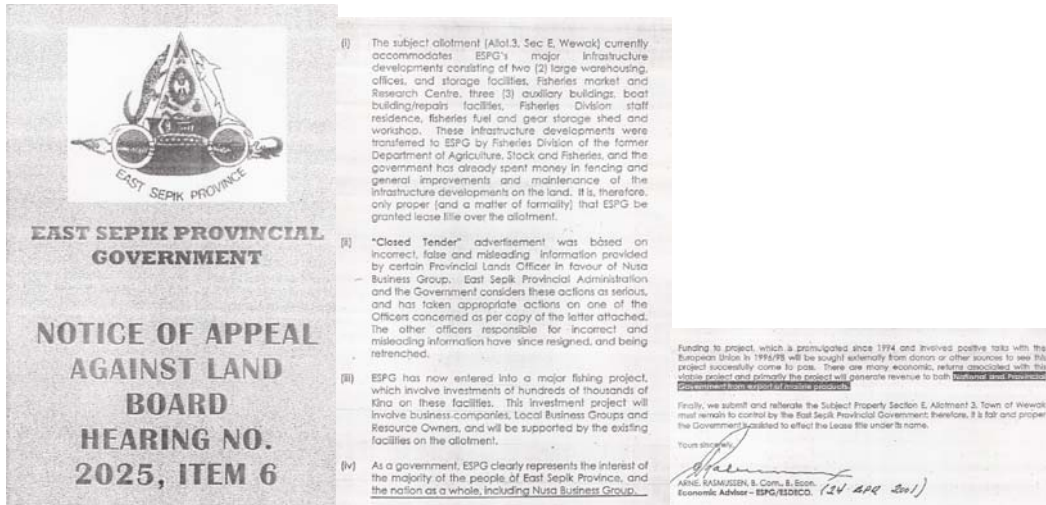 EAST SEPIK PROVINCE
EAST SEPIK PROVINCIAL
GOVERNMENT
NOTICE OF APPEAL
AGAINST LAND
BOARD
HEARING NO.
2025, ITEM 6
(i) The subject allotment (Allot.3, Sec E, Wewak) currently
accommodates ESPG's major infrastructure
developments consisting of two (2) large warehousing,
offices, and storage facilities, Fisheries market and
Research Centre, three (3) auxiliary buildings, boat
building/repairs facilities, Fisheries Division staff
residence, fisheries fuel and gear storage shed and
workshop. These infrastructure developments were
transferred to ESPG by Fisheries Division of the former
Department of Agriculture, Stock and Fisheries, and the
government has already spent money in fencing and
general improvements and maintenance of the
infrastructure developments on the land. It is, therefore,
only proper (and a matter of formality) that ESPG be
granted lease title over the allotment.
(ii) "Closed Tender" advertisement was based on
incorrect, false and misleading information provided
by certain Provincial Lands Officer in favour of Nusa
Business Group. East Sepik Provincial Administration
and the Government considers these actions as serious,
and has taken appropriate actions on one of the
Officers concerned as per copy of the letter attached.
The other officers responsible for incorrect and
misleading information have since resigned, and being
retrenched.
(iii) ESPG has now entered into a major fishing project,
which involve investments of hundreds of thousands of
Kina on these facilities. This investment project will
involve business companies, Local Business Groups and
Resource Owners, and will be supported by the existing
facilities on the allotment.
(iv) As a government, ESPG clearly represents the interest of
the majority of the people of East Sepik Province, and
the nation as a whole, including Nusa Business Group.
Funding to project, which is promulgated since 1994 and involved positive talks with the
European Union in 1996/98 will be sought externally from donors or other sources to see this
project successfully come to pass. There are many economic, returns associated with this
viable project and primarily the project will generate revenue to both National and Provincial
Government from export of marine products.
Finally, we submit and reiterate the Subject Property Section E, Allotment 3, Town of Wewak
must remain to control by the East Sepik Provincial Government; therefore, it is fair and proper
the Government is assisted to effect the Lease title under its name.
Yours sincerely,
ARNE. RASMUSSEN, B. Com., B. Econ.
Economic Advisor – ESPG/ESDECO. (24 APR 2001)